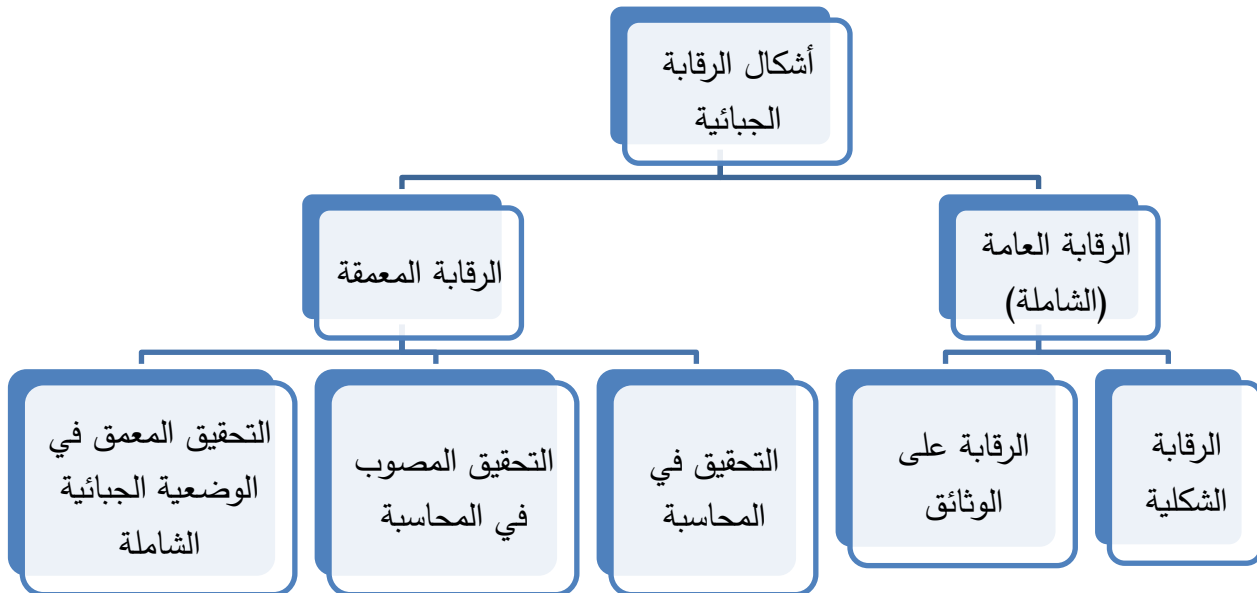 أشكال الرقابة
الجبائية
الرقابة العامة
(الشاملة)
الرقابة المعمقة
الرقابة
الشكلية
الرقابة على
الوثائق
التحقيق في
المحاسبة
التحقيق المصوب
في المحاسبة
التحقيق المعمق في
الوضعية الجبائية
الشاملة